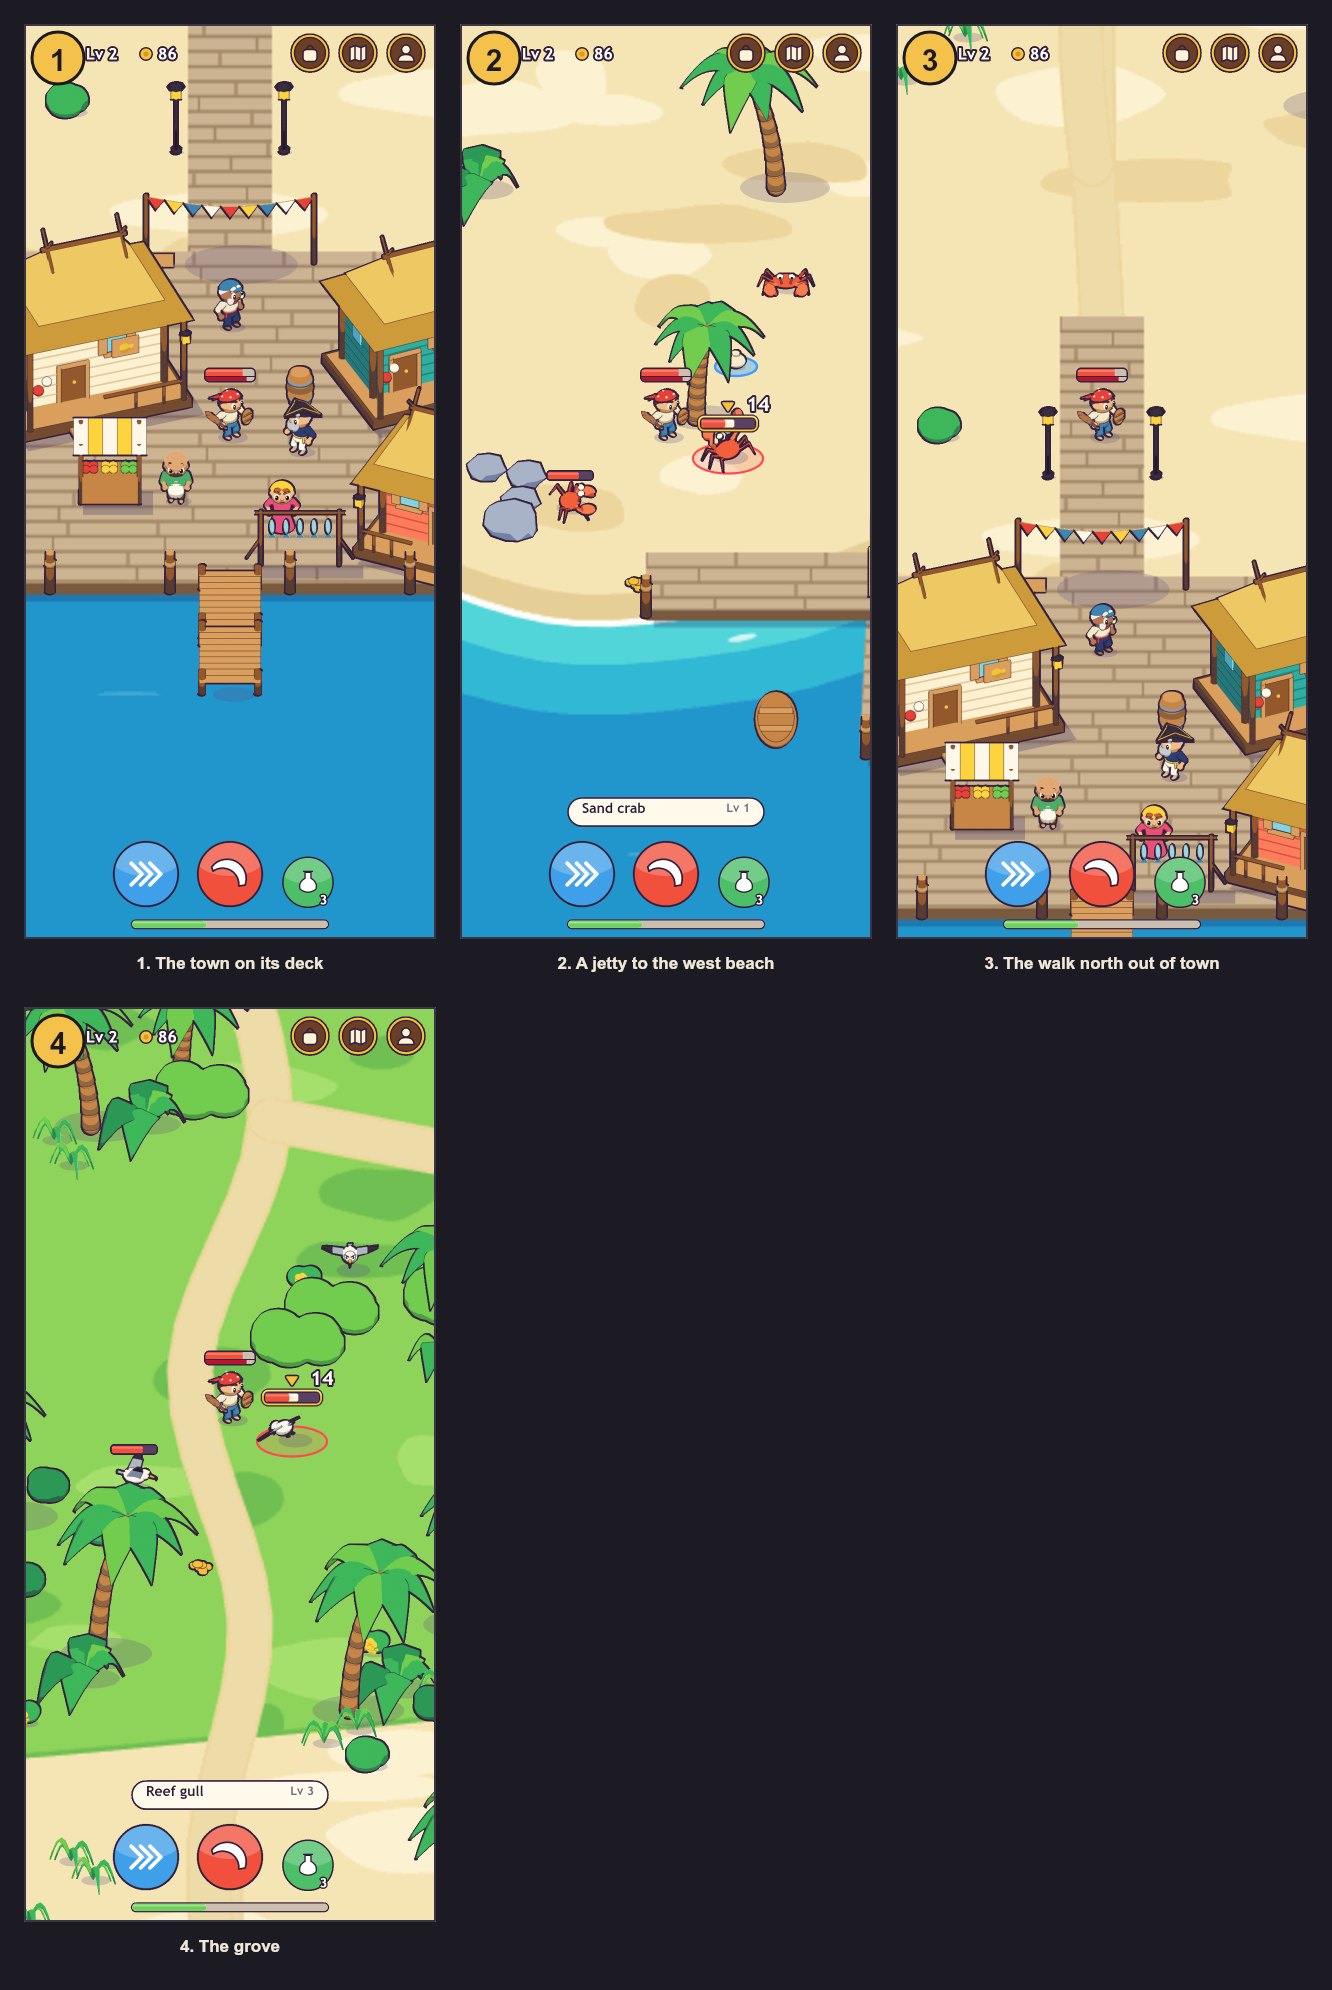 1
Lv 2
86
3
1. The town on its deck
2
Lv 2
86
14
Sand crab
Lv 1
3
2. A jetty to the west beach
3
Lv 2
86
3
3. The walk north out of town
4
Lv 2
86
14
Reef gull
Lv 3
3
4. The grove